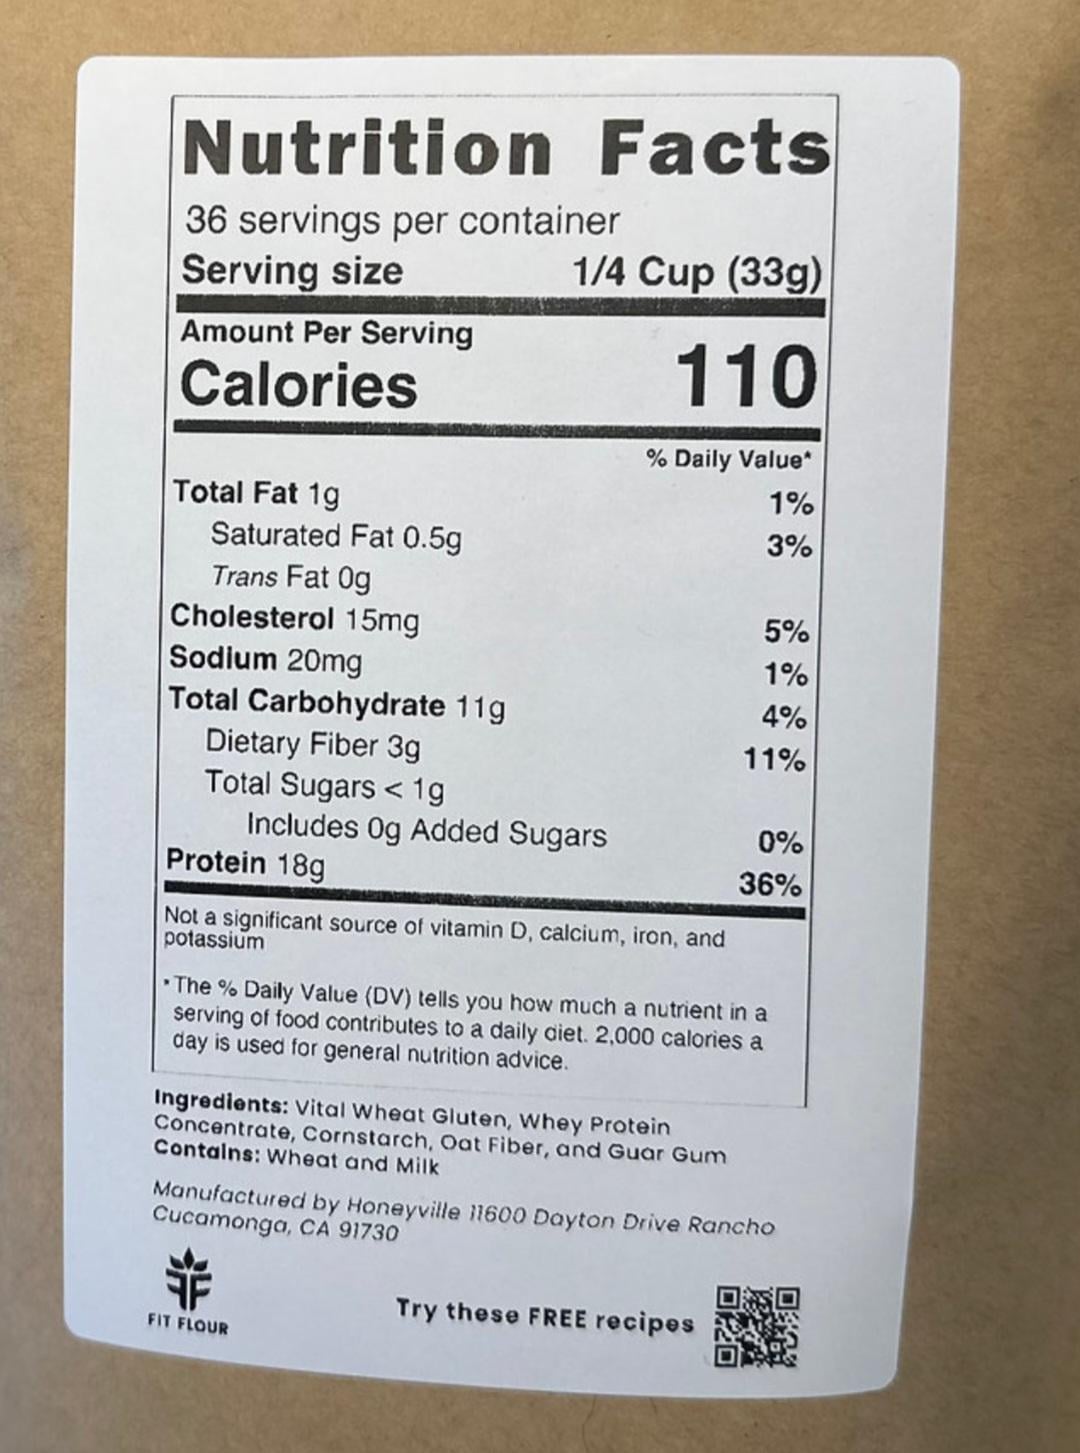 Nutrition Facts
36 servings per container
Serving size 1/4 Cup (33g)
Amount Per Serving
Calories 110
% Daily Value*
Total Fat 1g 1%
Saturated Fat 0.5g 3%
Trans Fat 0g
Cholesterol 15mg 5%
Sodium 20mg 1%
Total Carbohydrate 11g 4%
Dietary Fiber 3g 11%
Total Sugars < 1g
Includes 0g Added Sugars 0%
Protein 18g 36%
Not a significant source of vitamin D, calcium, iron, and
potassium
*The % Daily Value (DV) tells you how much a nutrient in a
serving of food contributes to a daily diet. 2,000 calories a
day is used for general nutrition advice.
Ingredients: Vital Wheat Gluten, Whey Protein
Concentrate, Cornstarch, Oat Fiber, and Guar Gum
Contains: Wheat and Milk
Manufactured by Honeyville 11600 Dayton Drive Rancho
Cucamonga, CA 91730
FIT FLOUR
Try these FREE recipes